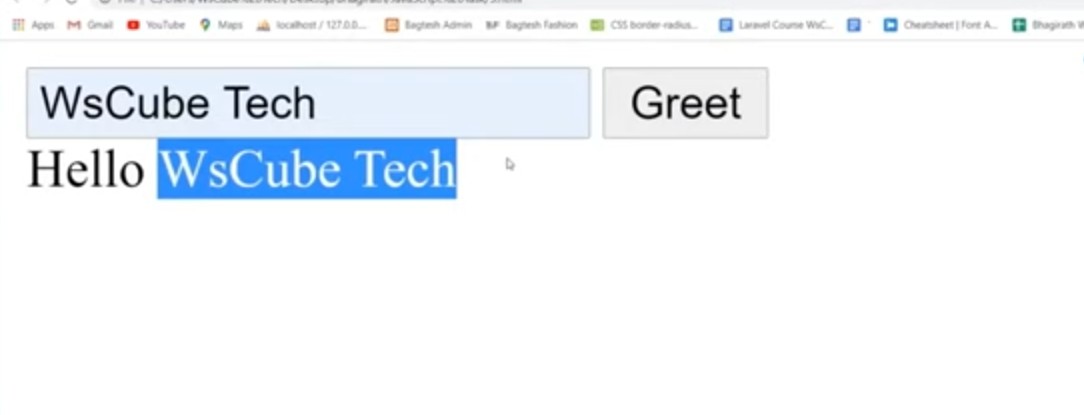 Apps Gmail YouTube Maps localhost / 127.0.0... Bagtesh Admin BF Bagtesh Fashion CSS border-radius... Laravel Course WsC... Cheatsheet | Font A... Bhagirath
WsCube Tech Greet
Hello WsCube Tech